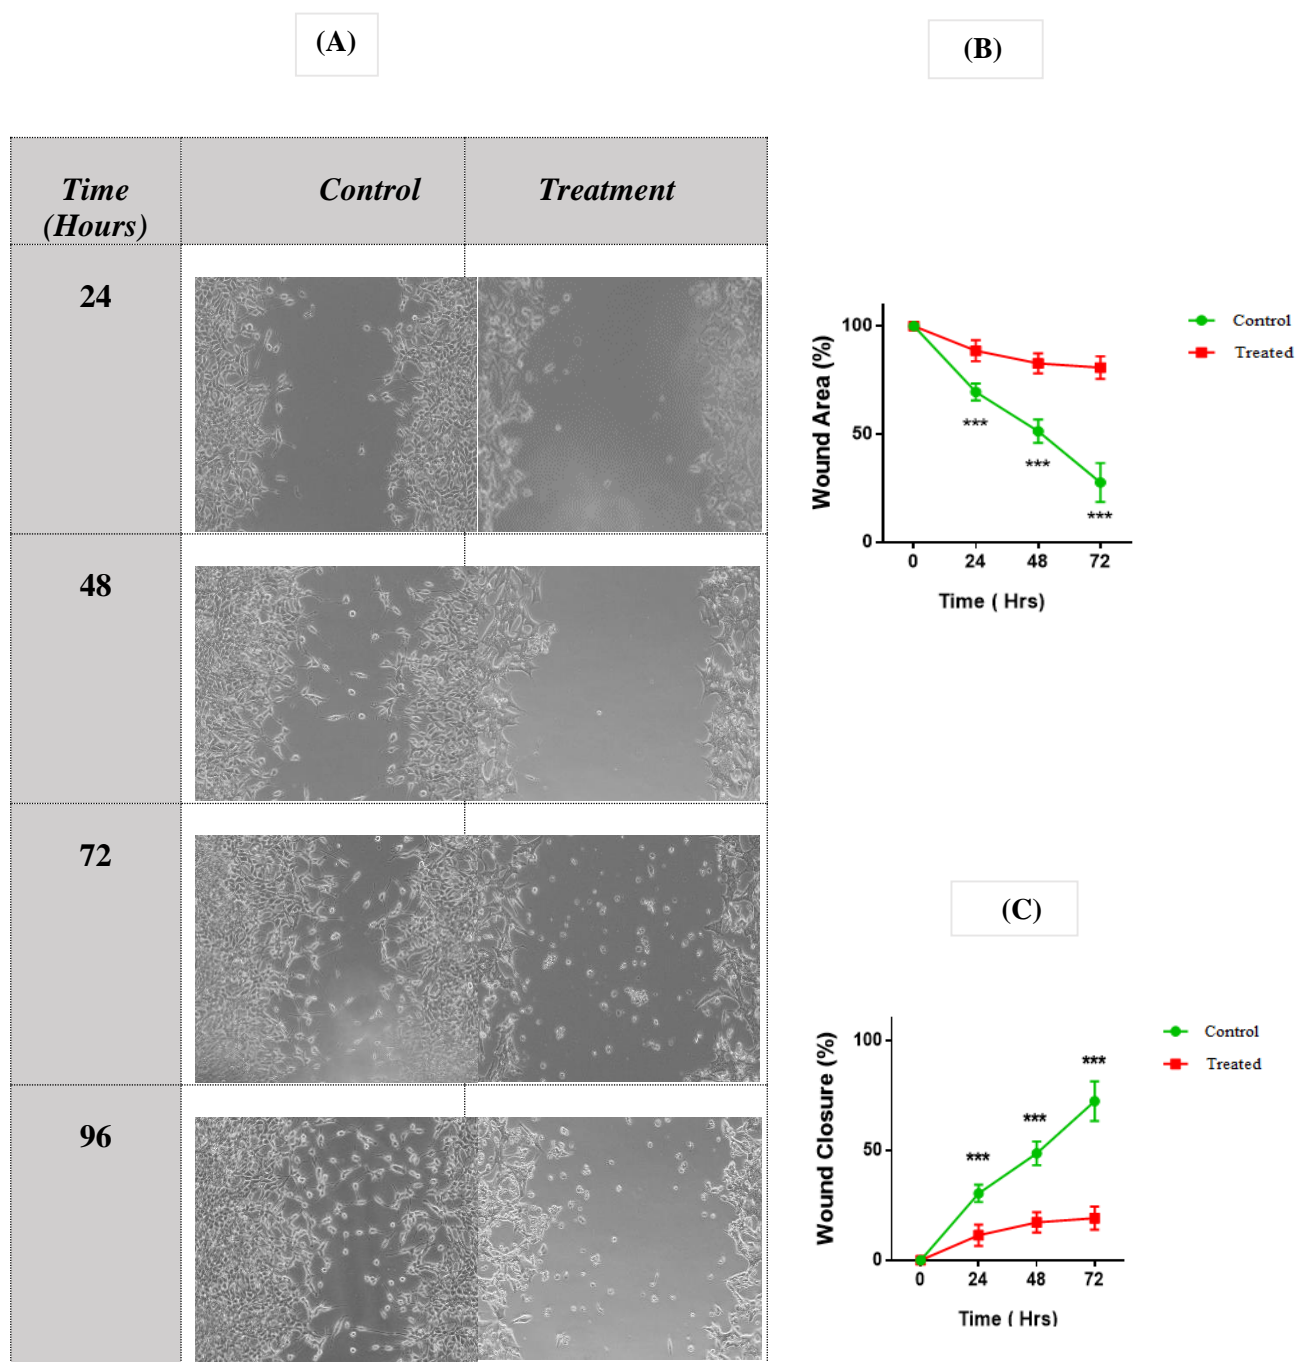 (A)
Time
(Hours)
Control
Treatment
24
48
72
96
(B)
100
50
0
Wound Area (%)
0 24 48 72
Time ( Hrs)
***
***
***
Control
Treated
(C)
100
50
0
Wound Closure (%)
0 24 48 72
Time ( Hrs)
***
***
***
Control
Treated